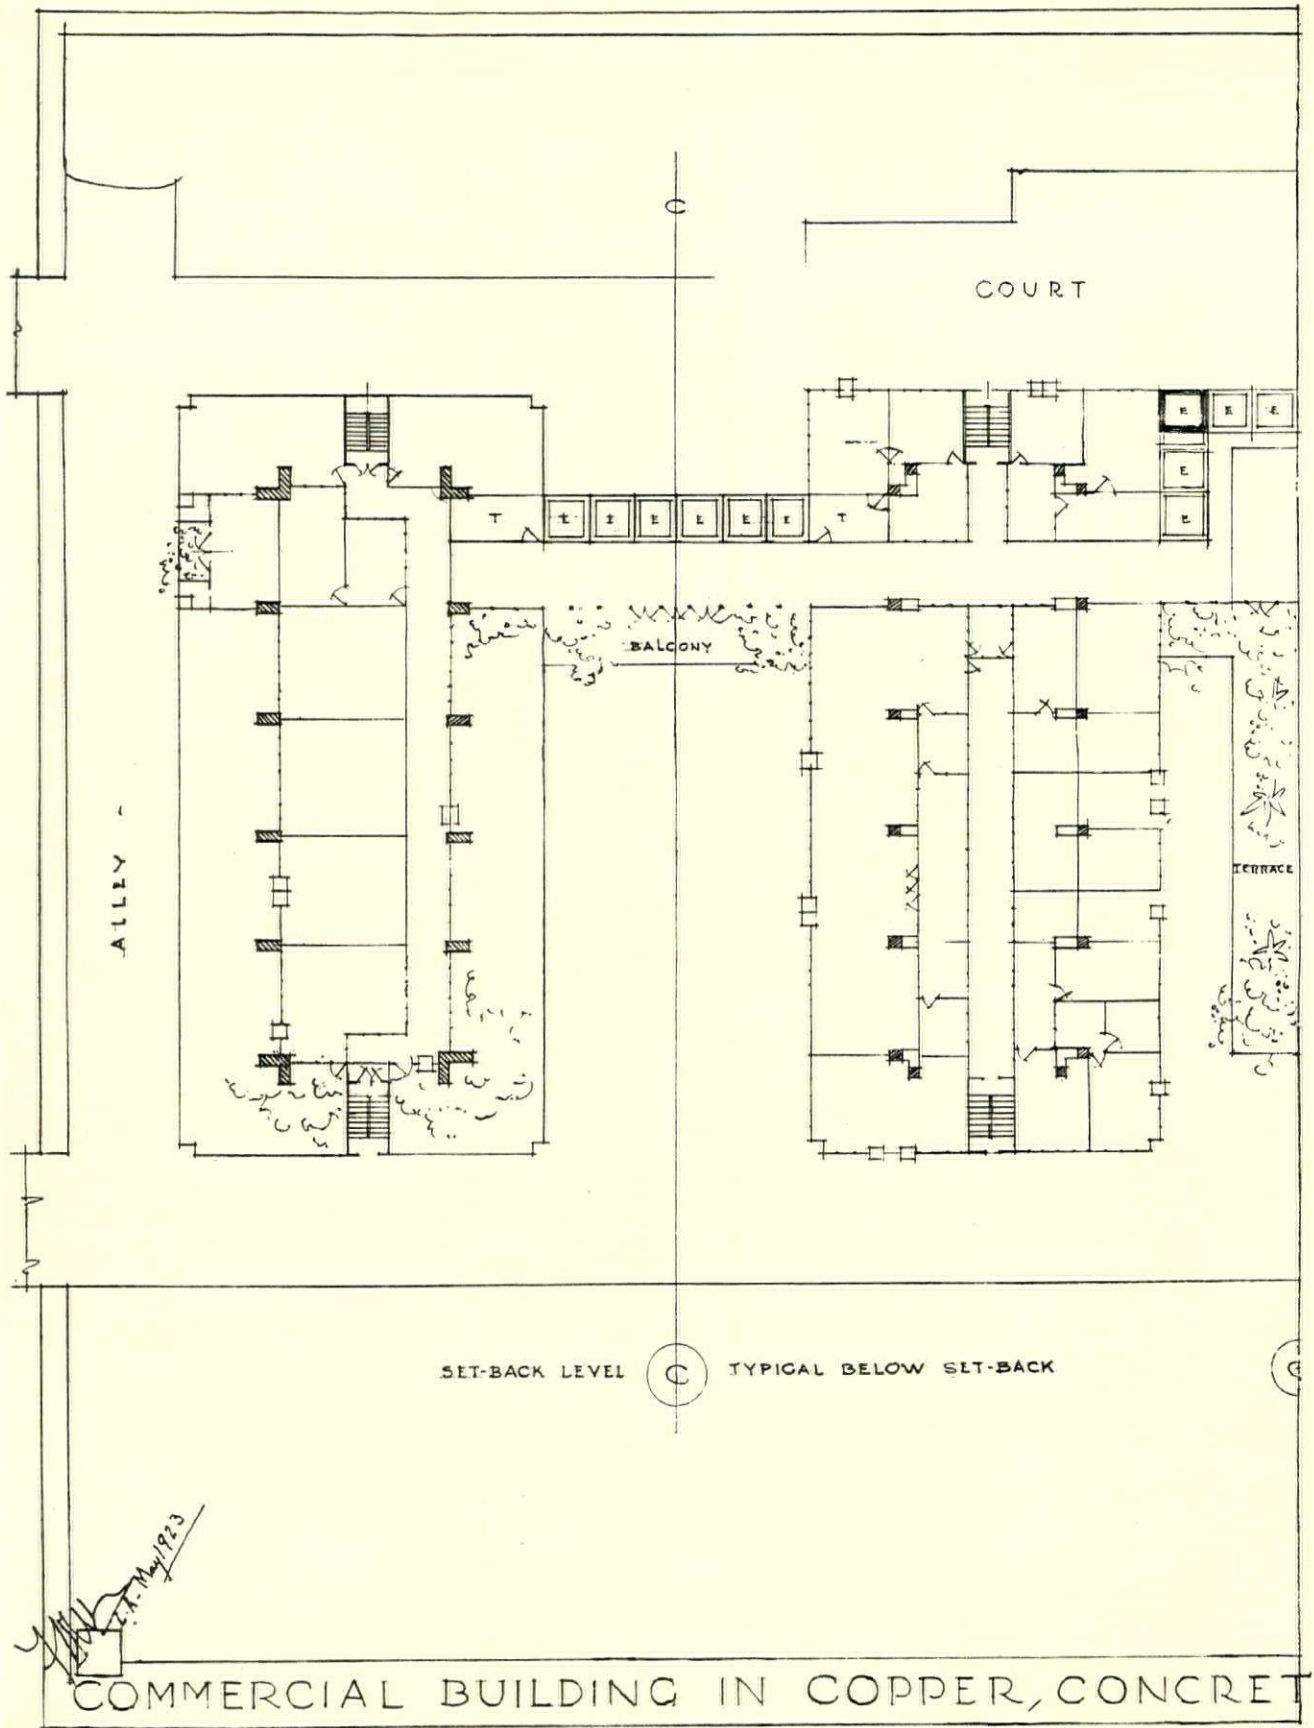 C
COURT
E E E
E
T E E E E E E T E
BALCONY
ALLEY -
TERRACE
SET-BACK LEVEL C TYPICAL BELOW SET-BACK C
L.A. May 1923
COMMERCIAL BUILDING IN COPPER, CONCRET